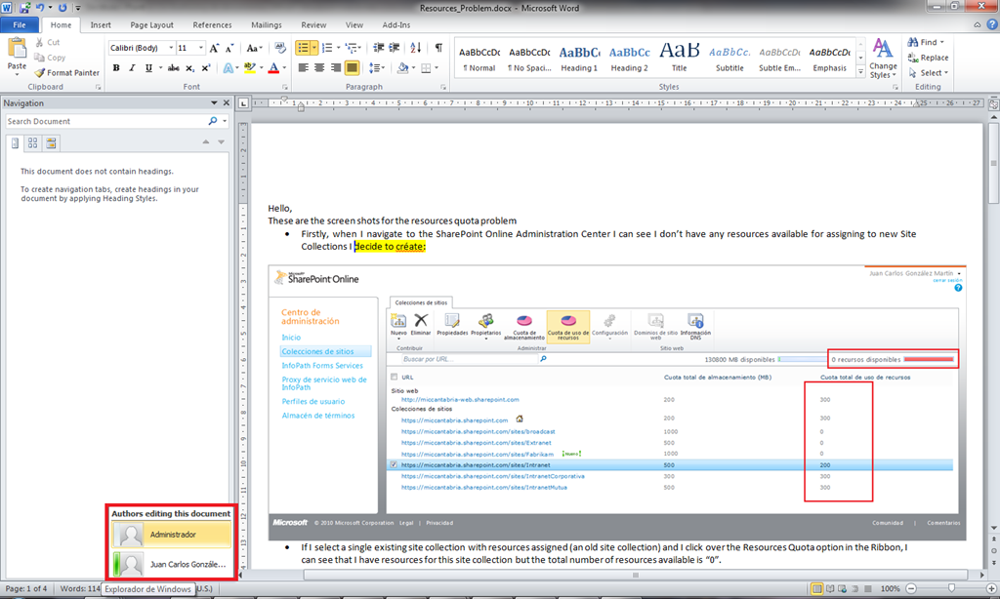 Resources_Problem.docx - Microsoft Word
File Home Insert Page Layout References Mailings Review View Add-Ins
Paste
Cut
Copy
Format Painter
Clipboard
Calibri (Body) 11
Font
Paragraph
AaBbCcDc AaBbCcDc AaBbC AaBbCc AaB AaBbCc. AaBbCcDc AaBbCcDc
¶ Normal ¶ No Spaci... Heading 1 Heading 2 Title Subtitle Subtle Em... Emphasis
Change Styles
Styles
Find
Replace
Select
Editing
Navigation
Search Document
This document does not contain headings.
To create navigation tabs, create headings in your
document by applying Heading Styles.
Authors editing this document
Administrador
Juan Carlos Gonzále...
Hello,
These are the screen shots for the resources quota problem
• Firstly, when I navigate to the SharePoint Online Administration Center I can see I don't have any resources available for assigning to new Site
Collections I decide to créate:
Microsoft
SharePoint Online
Juan Carlos González Martín
cerrar sesión
Centro de
administración
Inicio
Colecciones de sitios
InfoPath Forms Services
Proxy de servicio web de
InfoPath
Perfiles de usuario
Almacén de términos
Colecciones de sitios
Nuevo Eliminar Propiedades Propietarios Cuota de almacenamiento Cuota de uso de recursos Configuración Dominios de sitio web Información DNS
Contribuir Administrar Sitio web
Buscar por URL... 130800 MB disponibles 0 recursos disponibles
URL Cuota total de almacenamiento (MB) Cuota total de uso de recursos
Sitio web
http://miccantabria-web.sharepoint.com 200 300
Colecciones de sitios
https://miccantabria.sharepoint.com 200 300
https://miccantabria.sharepoint.com/sites/broadcast 1000 0
https://miccantabria.sharepoint.com/sites/Extranet 500 0
https://miccantabria.sharepoint.com/sites/Fabrikam ¡Nuevo! 1000 0
https://miccantabria.sharepoint.com/sites/Intranet 500 200
https://miccantabria.sharepoint.com/sites/IntranetCorporativa 300 300
https://miccantabria.sharepoint.com/sites/IntranetMutua 500 300
Microsoft © 2010 Microsoft Corporation Legal | Privacidad Comunidad | Comentarios
• If I select a single existing site collection with resources assigned (an old site collection) and I click over the Resources Quota option in the Ribbon, I
can see that I have resources for this site collection but the total number of resources available is "0".
Page: 1 of 4 Words: 114 Explorador de Windows (U.S.) 100%